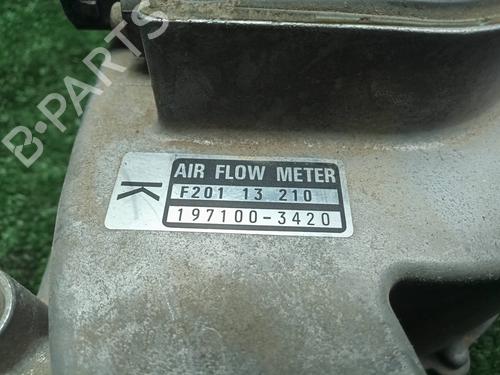 B-PARTS
K
AIR FLOW METER
F201 13 210
197100-3420